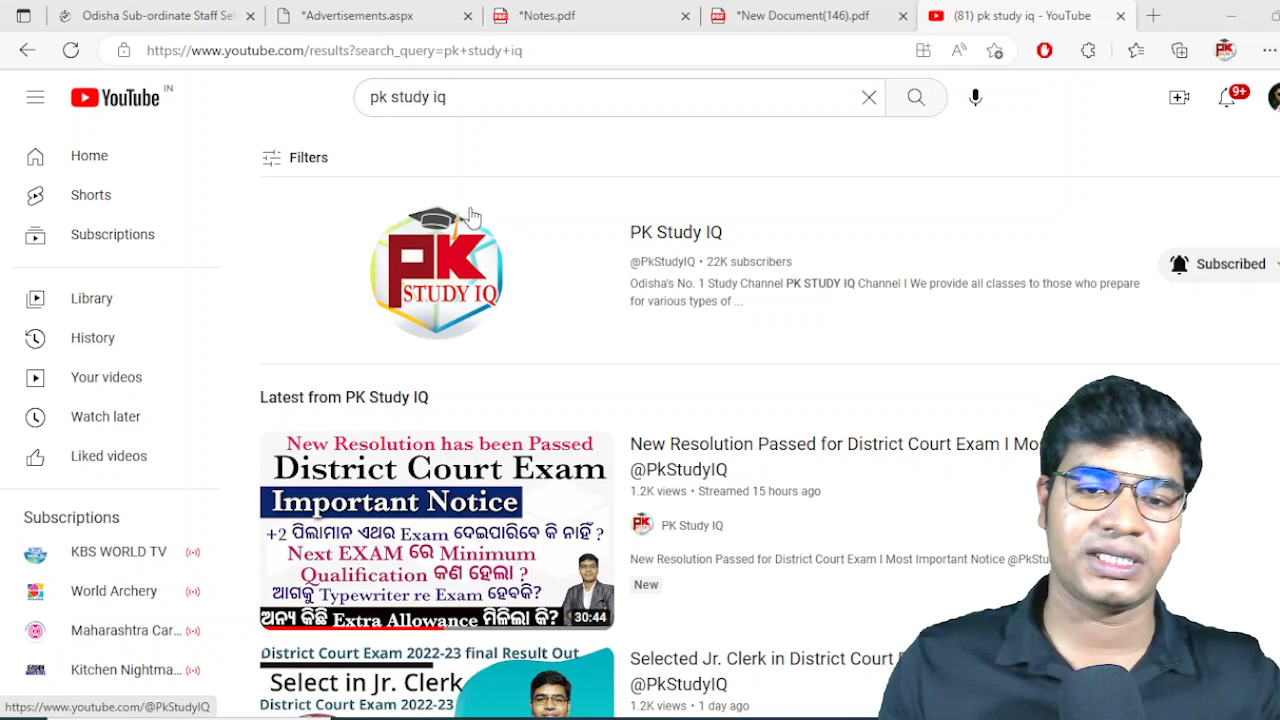 Odisha Sub-ordinate Staff Sel
*Advertisements.aspx
*Notes.pdf
*New Document(146).pdf
(81) pk study iq - YouTube
https://www.youtube.com/results?search_query=pk+study+iq
YouTube IN
pk study iq
9+
Home
Shorts
Subscriptions
Library
History
Your videos
Watch later
Liked videos
Subscriptions
KBS WORLD TV
World Archery
Maharashtra Car...
Kitchen Nightma...
https://www.youtube.com/@PkStudyIQ
Filters
PK
STUDY IQ
PK Study IQ
@PkStudyIQ • 22K subscribers
Odisha's No. 1 Study Channel PK STUDY IQ Channel I We provide all classes to those who prepare
for various types of ...
Subscribed
Latest from PK Study IQ
New Resolution has been Passed
District Court Exam
Important Notice
+2 ପିଲାମାନ ଏଥର Exam ଦେଇପାରିବେ କି ନାହିଁ ?
Next EXAM ରେ Minimum
Qualification କଣ ହେଲା ?
ଆଗକୁ Typewriter re Exam ହେବକି?
ଅନ୍ୟ କିଛି Extra Allowance ମିଳିଲା କି?
30:44
New Resolution Passed for District Court Exam I Mo
@PkStudyIQ
1.2K views • Streamed 15 hours ago
PK Study IQ
New Resolution Passed for District Court Exam I Most Important Notice @PkStu
New
District Court Exam 2022-23 final Result Out
Select in Jr. Clerk
District Court Exam 2022-23
Selected Jr. Clerk in District Court
@PkStudyIQ
1.2K views • 1 day ago